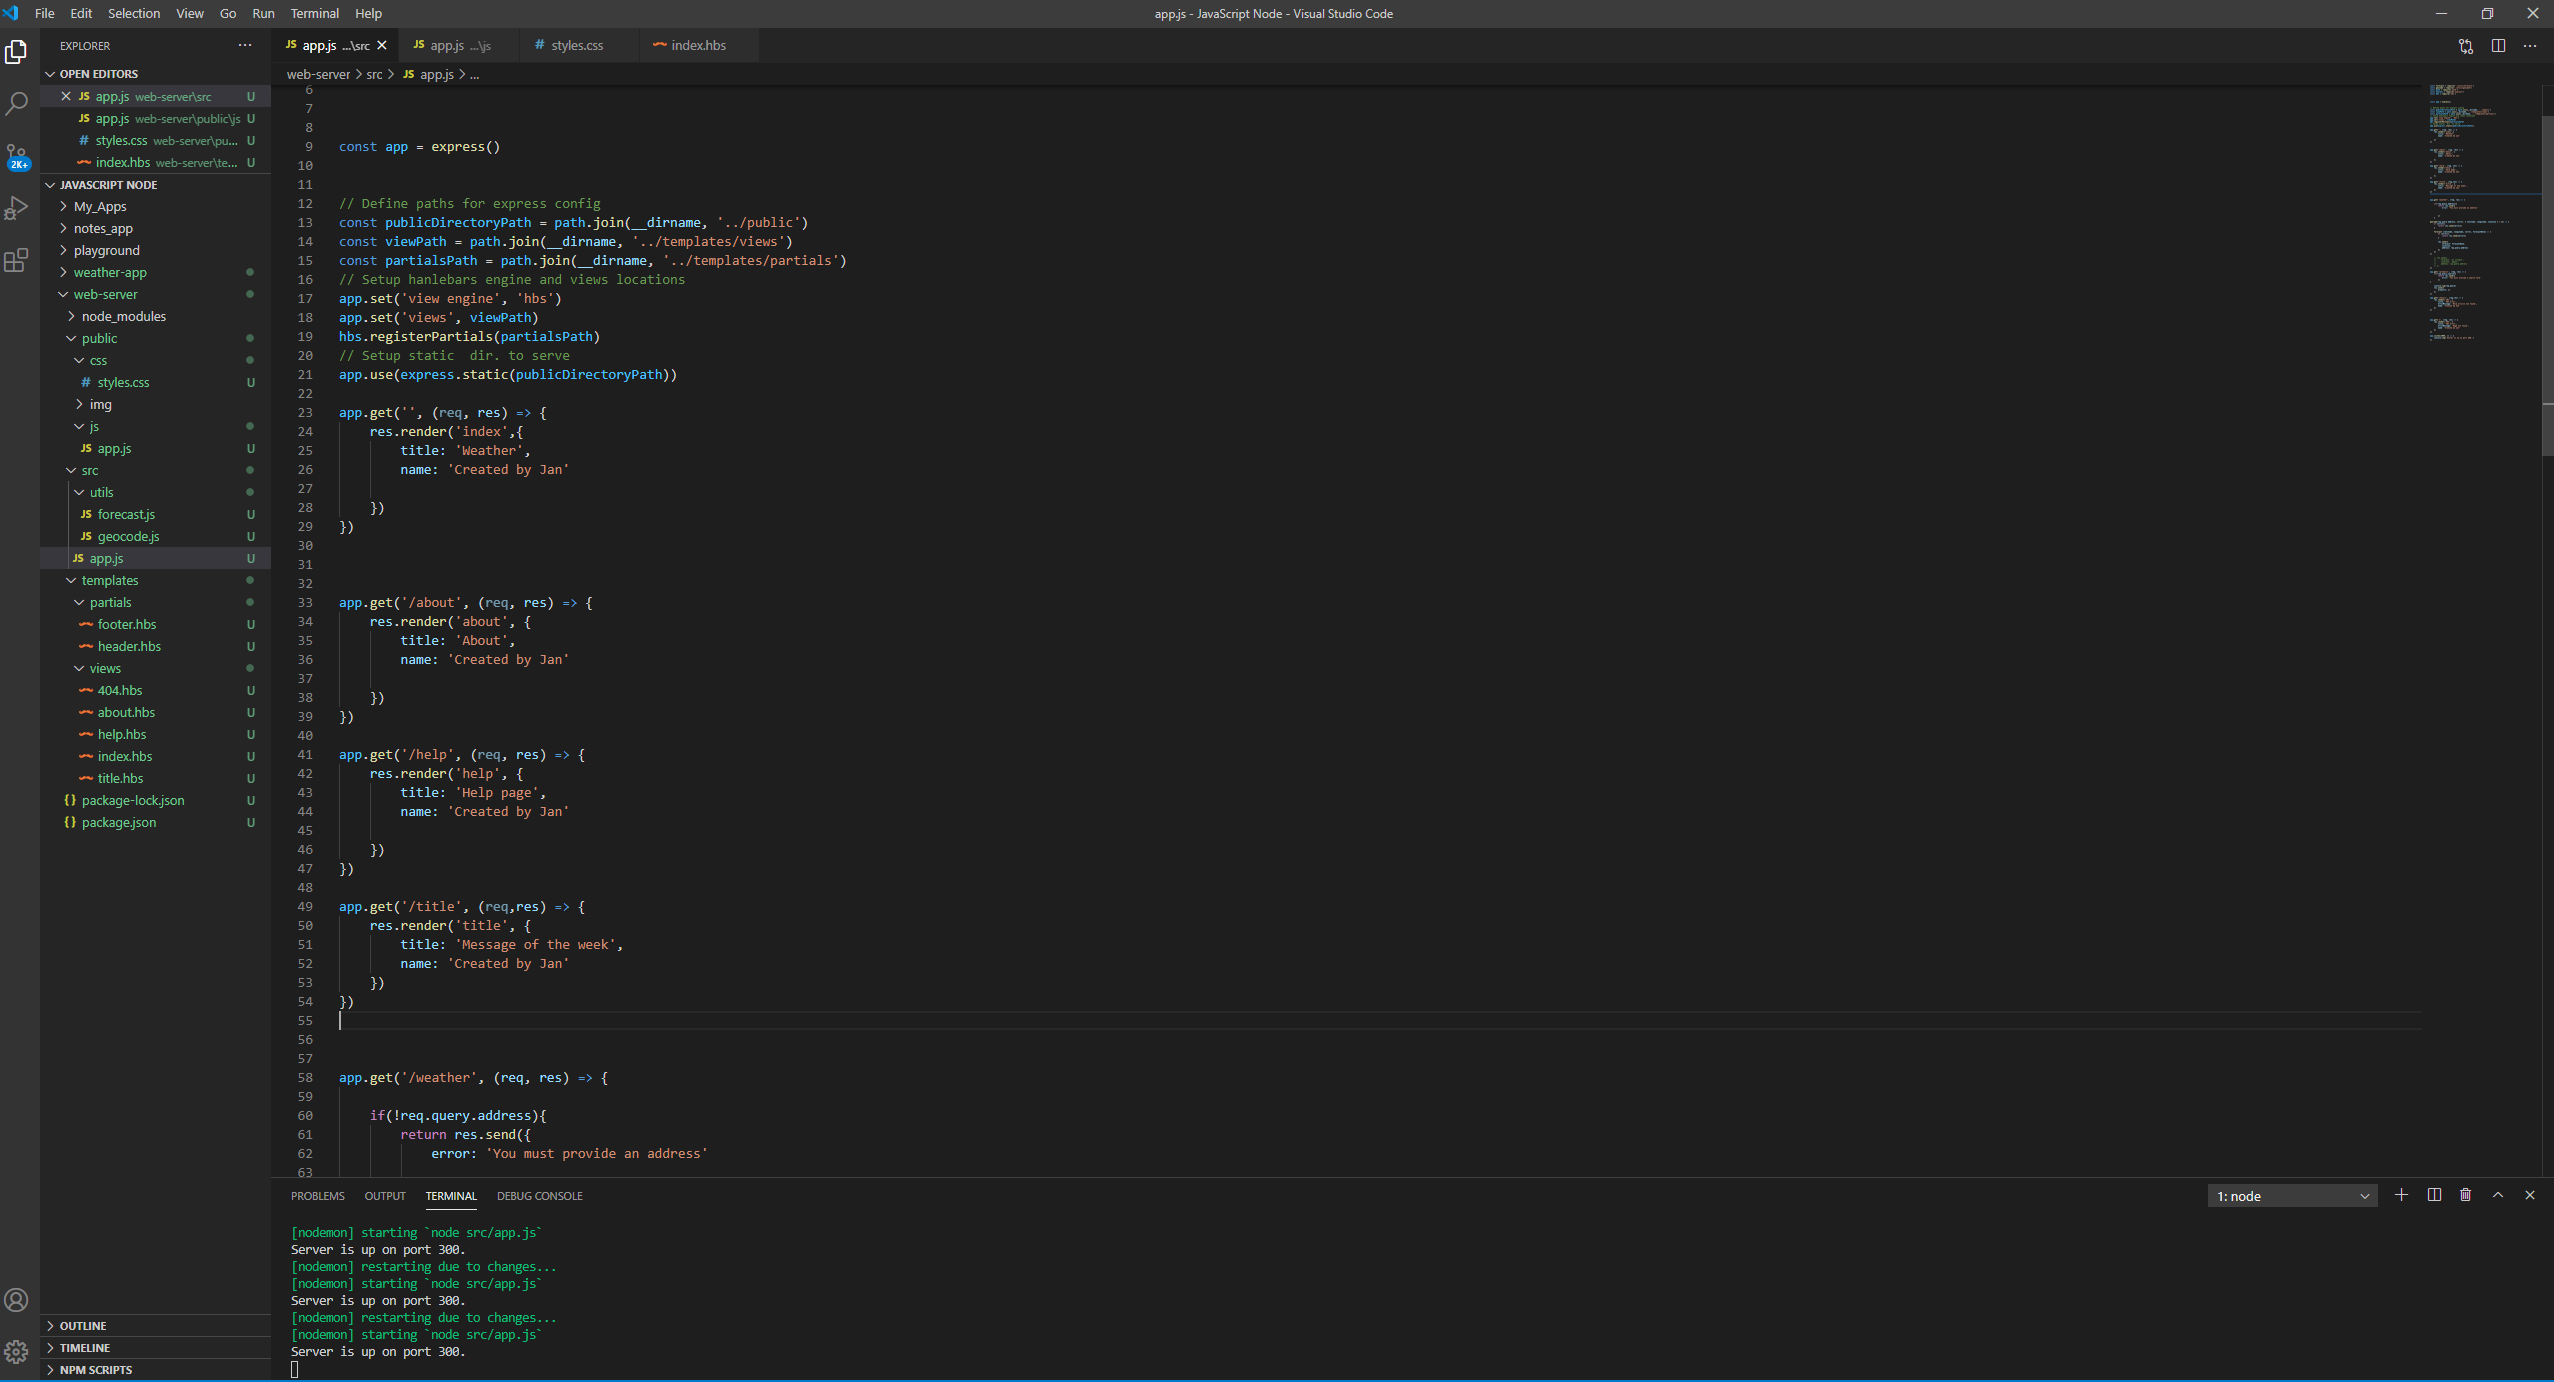 File Edit Selection View Go Run Terminal Help
app.js - JavaScript Node - Visual Studio Code
EXPLORER
OPEN EDITORS
JS app.js web-server\src U
JS app.js web-server\public\js U
# styles.css web-server\pu... U
index.hbs web-server\te... U
2K+
JAVASCRIPT NODE
My_Apps
notes_app
playground
weather-app
web-server
node_modules
public
css
# styles.css U
img
js
JS app.js U
src
utils
JS forecast.js U
JS geocode.js U
JS app.js U
templates
partials
footer.hbs U
header.hbs U
views
404.hbs U
about.hbs U
help.hbs U
index.hbs U
title.hbs U
{} package-lock.json U
{} package.json U
OUTLINE
TIMELINE
NPM SCRIPTS
JS app.js ...\src JS app.js ...\js # styles.css index.hbs
web-server > src > JS app.js > ...
6
7
8
9 const app = express()
10
11
12 // Define paths for express config
13 const publicDirectoryPath = path.join(__dirname, '../public')
14 const viewPath = path.join(__dirname, '../templates/views')
15 const partialsPath = path.join(__dirname, '../templates/partials')
16 // Setup hanlebars engine and views locations
17 app.set('view engine', 'hbs')
18 app.set('views', viewPath)
19 hbs.registerPartials(partialsPath)
20 // Setup static  dir. to serve
21 app.use(express.static(publicDirectoryPath))
22
23 app.get('', (req, res) => {
24 res.render('index',{
25 title: 'Weather',
26 name: 'Created by Jan'
27
28 })
29 })
30
31
32
33 app.get('/about', (req, res) => {
34 res.render('about', {
35 title: 'About',
36 name: 'Created by Jan'
37
38 })
39 })
40
41 app.get('/help', (req, res) => {
42 res.render('help', {
43 title: 'Help page',
44 name: 'Created by Jan'
45
46 })
47 })
48
49 app.get('/title', (req,res) => {
50 res.render('title', {
51 title: 'Message of the week',
52 name: 'Created by Jan'
53 })
54 })
55
56
57
58 app.get('/weather', (req, res) => {
59
60 if(!req.query.address){
61 return res.send({
62 error: 'You must provide an address'
63
PROBLEMS OUTPUT TERMINAL DEBUG CONSOLE
1: node
[nodemon] starting `node src/app.js`
Server is up on port 300.
[nodemon] restarting due to changes...
[nodemon] starting `node src/app.js`
Server is up on port 300.
[nodemon] restarting due to changes...
[nodemon] starting `node src/app.js`
Server is up on port 300.